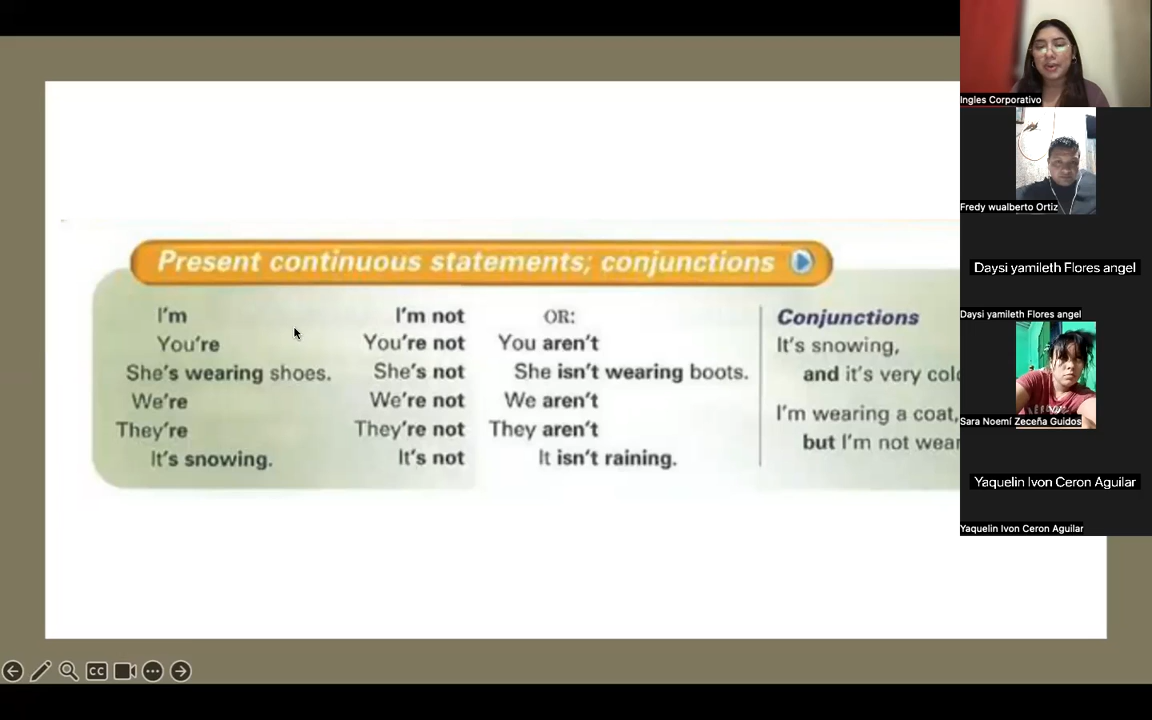 Present continuous statements; conjunctions
I'm I'm not OR:
You're You're not You aren't
She's wearing shoes. She's not She isn't wearing boots.
We're We're not We aren't
They're They're not They aren't
It's snowing. It's not It isn't raining.
Conjunctions
It's snowing,
and it's very
I'm wearing a coat,
but I'm not
Ingles Corporativo
Fredy wualberto Ortiz
Daysi yamileth Flores angel
Daysi yamileth Flores angel
Sara Noemí Zeceña Guidos
Yaquelin Ivon Ceron Aguilar
Yaquelin Ivon Ceron Aguilar
CC